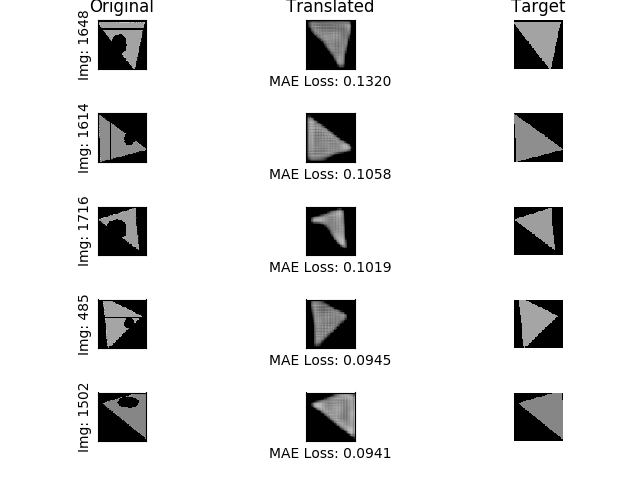 Original Translated Target
Img: 1648
MAE Loss: 0.1320
Img: 1614
MAE Loss: 0.1058
Img: 1716
MAE Loss: 0.1019
Img: 485
MAE Loss: 0.0945
Img: 1502
MAE Loss: 0.0941